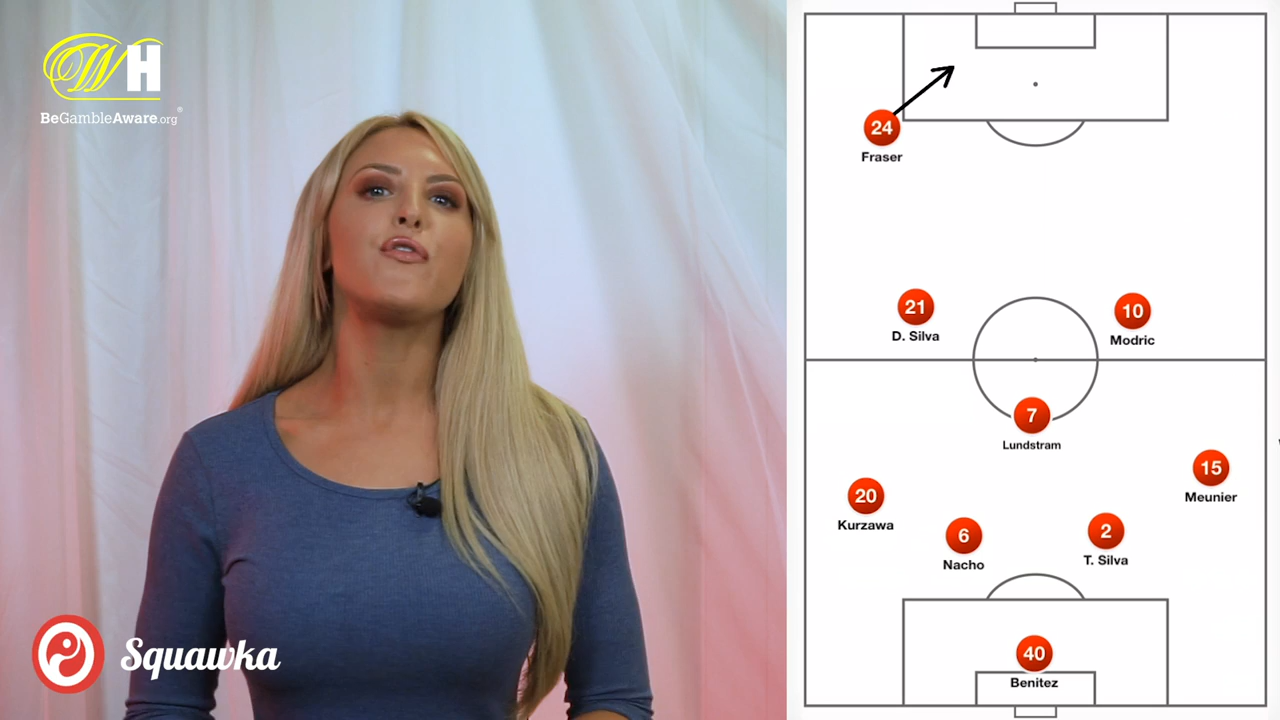 WH
BeGambleAware.org®
Squawka
24
Fraser
21
D. Silva
10
Modric
7
Lundstram
15
Meunier
20
Kurzawa
6
Nacho
2
T. Silva
40
Benitez